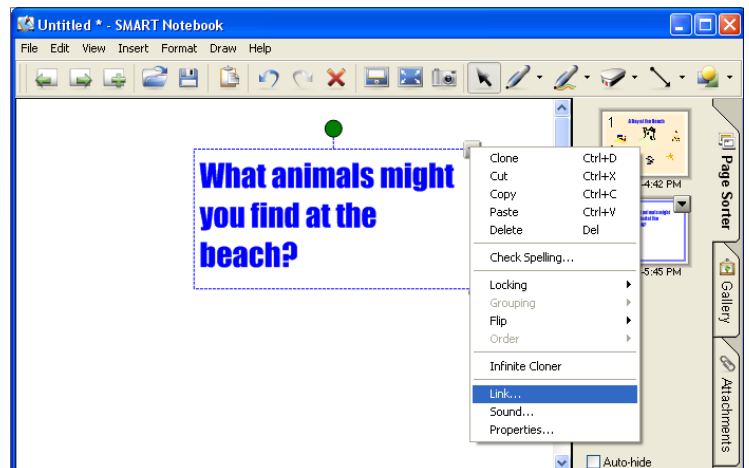 Untitled * - SMART Notebook
File Edit View Insert Format Draw Help
What animals might
you find at the
beach?
Clone Ctrl+D
Cut Ctrl+X
Copy Ctrl+C
Paste Ctrl+V
Delete Del
Check Spelling...
Locking
Grouping
Flip
Order
Infinite Cloner
Link...
Sound...
Properties...
1
A Day at the Beach
-4:42 PM
-5:45 PM
Page Sorter
Gallery
Attachments
Auto-hide